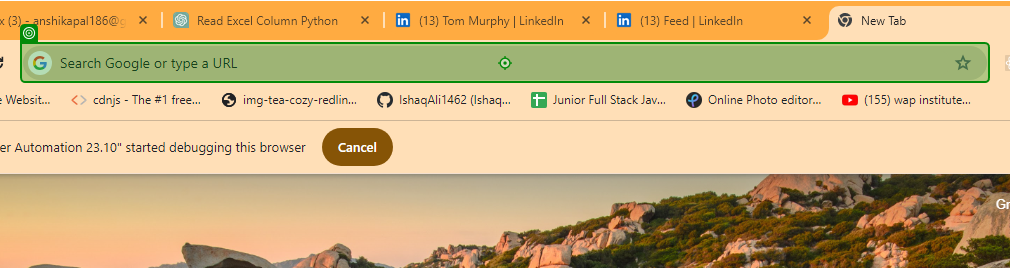 x (3) - anshikapal186@g
Read Excel Column Python
(13) Tom Murphy | LinkedIn
(13) Feed | LinkedIn
New Tab
Search Google or type a URL
e Websit...
cdnjs - The #1 free...
img-tea-cozy-redlin...
IshaqAli1462 (Ishaq...
Junior Full Stack Jav...
Online Photo editor...
(155) wap institute...
er Automation 23.10" started debugging this browser
Cancel
Gr